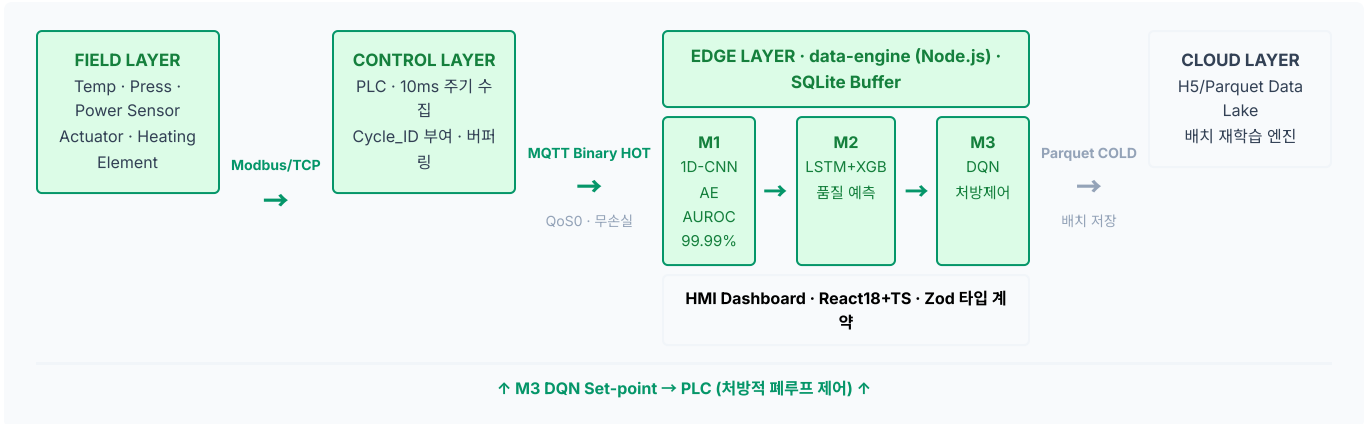 FIELD LAYER
Temp · Press ·
Power Sensor
Actuator · Heating
Element
Modbus/TCP
→
CONTROL LAYER
PLC · 10ms 주기 수
집
Cycle_ID 부여 · 버퍼
링
MQTT Binary HOT
→
QoS0 · 무손실
EDGE LAYER · data-engine (Node.js) ·
SQLite Buffer
M1
1D-CNN
AE
AUROC
99.99%
→
M2
LSTM+XGB
품질 예측
→
M3
DQN
처방제어
HMI Dashboard · React18+TS · Zod 타입 계
약
Parquet COLD
→
배치 저장
CLOUD LAYER
H5/Parquet Data
Lake
배치 재학습 엔진
↑ M3 DQN Set-point → PLC (처방적 폐루프 제어) ↑